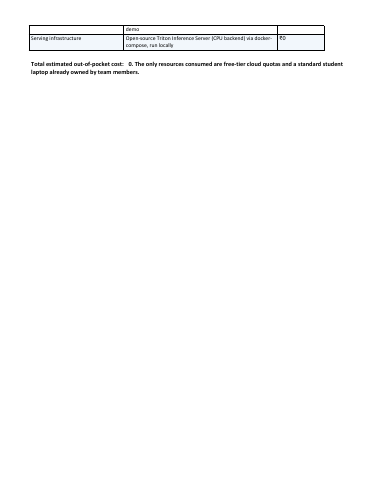 demo
Serving infrastructure Open-source Triton Inference Server (CPU backend) via docker- ₹0
compose, run locally
Total estimated out-of-pocket cost: 0. The only resources consumed are free-tier cloud quotas and a standard student
laptop already owned by team members.